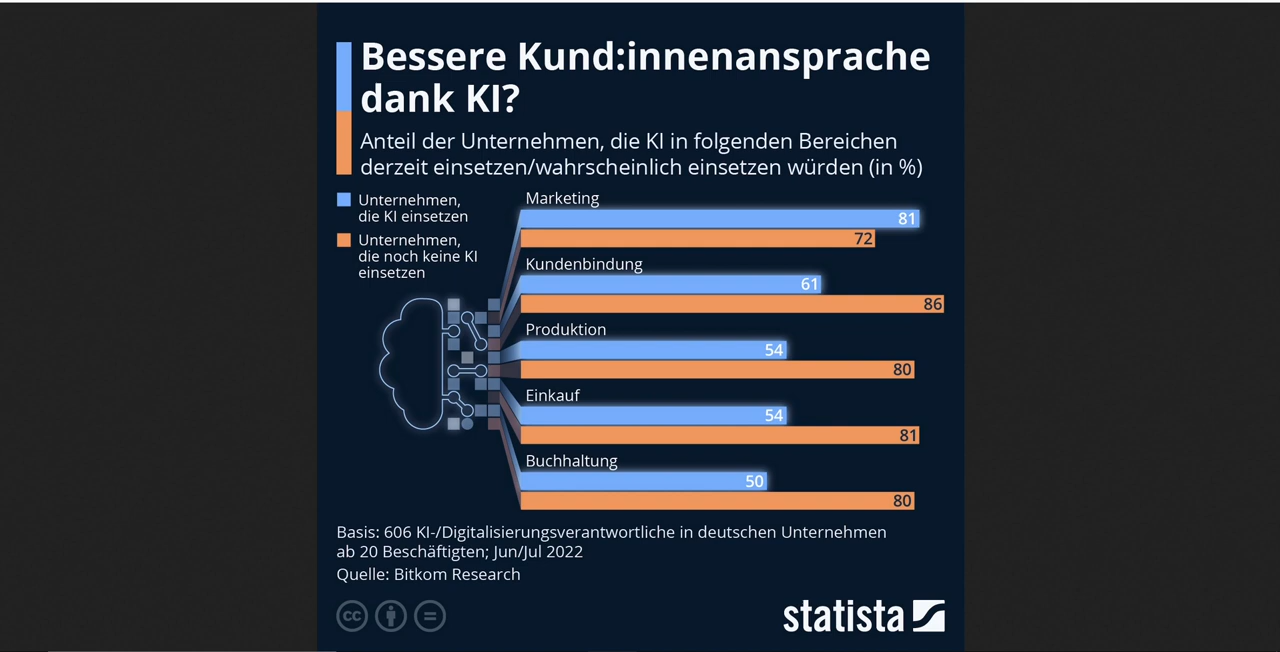 Bessere Kund:innenansprache
dank KI?
Anteil der Unternehmen, die KI in folgenden Bereichen
derzeit einsetzen/wahrscheinlich einsetzen würden (in %)
Unternehmen,
die KI einsetzen
Unternehmen,
die noch keine KI
einsetzen
Marketing
81
72
Kundenbindung
61
86
Produktion
54
80
Einkauf
54
81
Buchhaltung
50
80
Basis: 606 KI-/Digitalisierungsverantwortliche in deutschen Unternehmen
ab 20 Beschäftigten; Jun/Jul 2022
Quelle: Bitkom Research
cc
statista